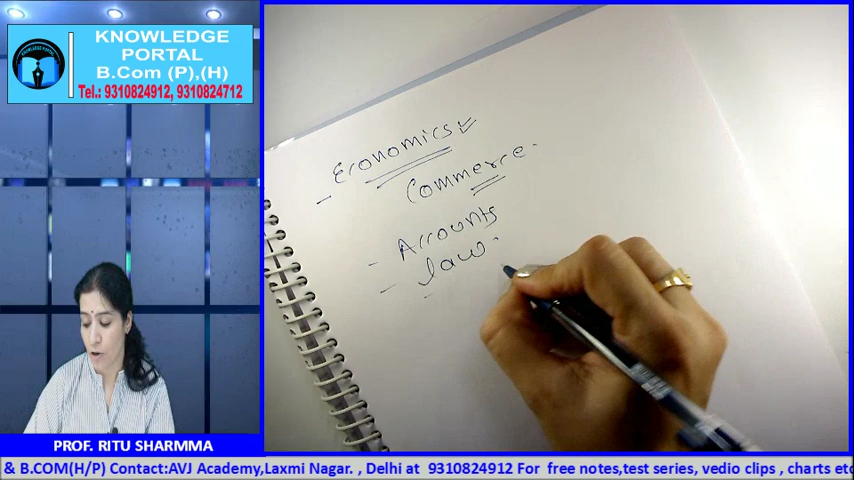 KNOWLEDGE
PORTAL
B.Com (P),(H)
Tel.: 9310824912, 9310824712
Economics
Commerce.
- Accounts
- law.
-
PROF. RITU SHARMMA
& B.COM(H/P) Contact:AVJ Academy,Laxmi Nagar. , Delhi at 9310824912 For free notes,test series, vedio clips , charts etc